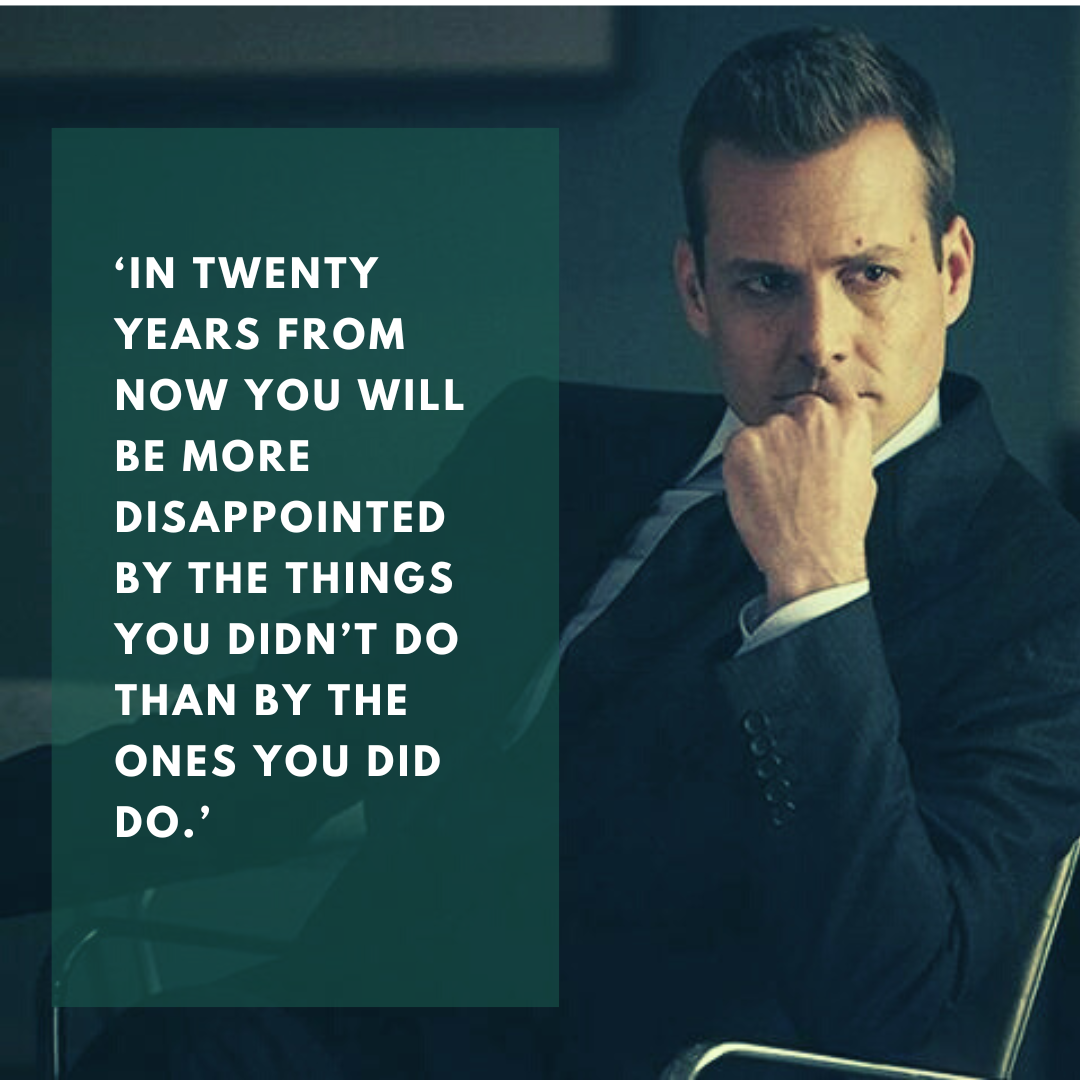 ‘IN TWENTY
YEARS FROM
NOW YOU WILL
BE MORE
DISAPPOINTED
BY THE THINGS
YOU DIDN’T DO
THAN BY THE
ONES YOU DID
DO.’